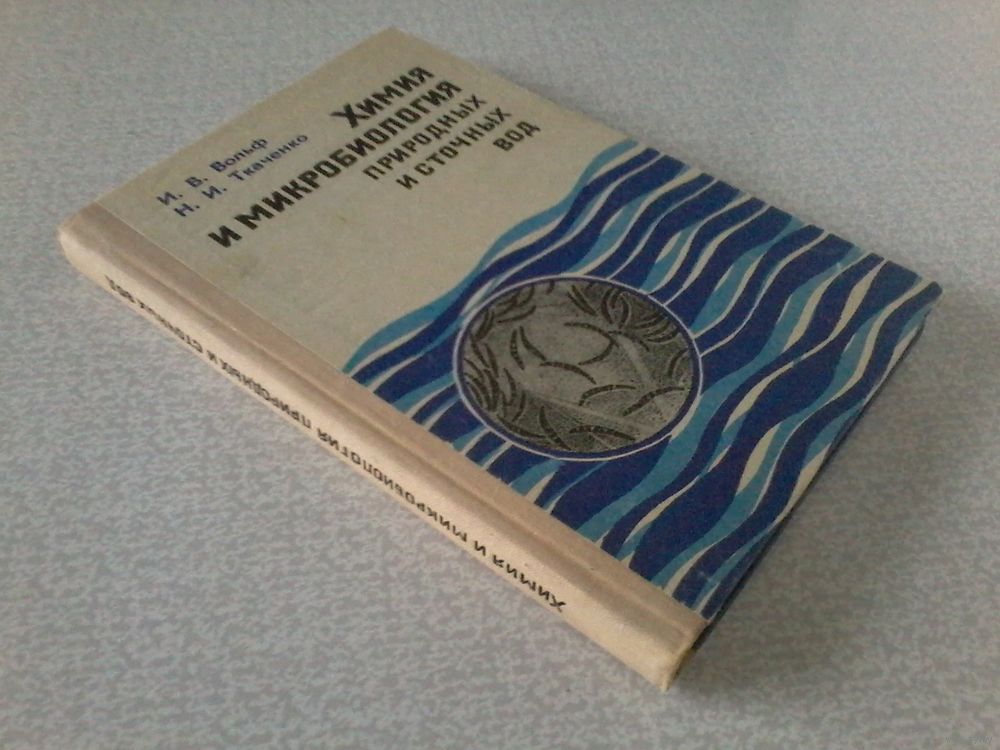 И. В. Вольф
Н. И. Ткаченко
Химия
и микробиология
природных
и сточных
вод
Химия и микробиология природных и сточных вод